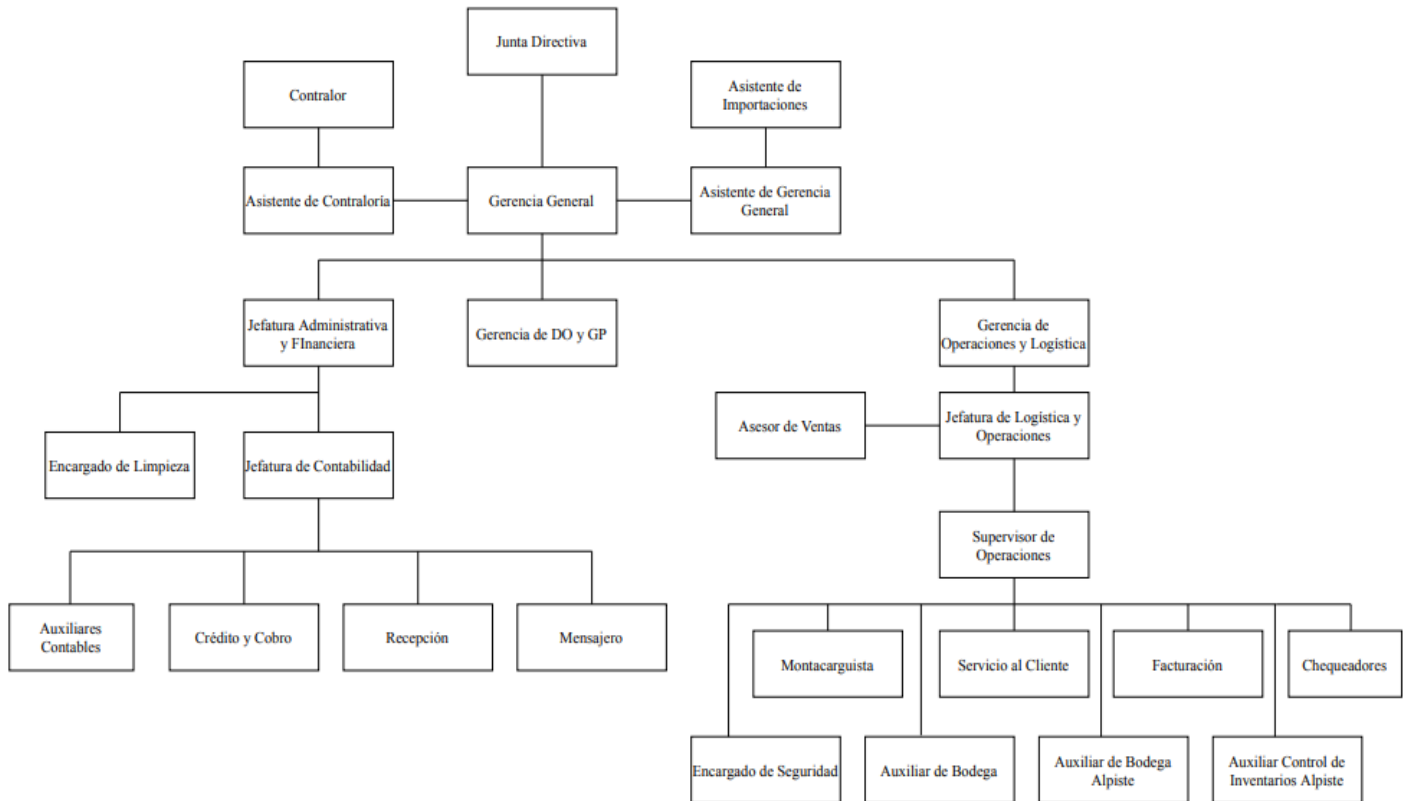 Junta Directiva
Contralor
Asistente de
Importaciones
Asistente de Contraloría
Gerencia General
Asistente de Gerencia
General
Jefatura Administrativa
y FInanciera
Gerencia de DO y GP
Gerencia de
Operaciones y Logística
Asesor de Ventas
Jefatura de Logística y
Operaciones
Encargado de Limpieza
Jefatura de Contabilidad
Supervisor de
Operaciones
Auxiliares
Contables
Crédito y Cobro
Recepción
Mensajero
Montacarguista
Servicio al Cliente
Facturación
Chequeadores
Encargado de Seguridad
Auxiliar de Bodega
Auxiliar de Bodega
Alpiste
Auxiliar Control de
Inventarios Alpiste